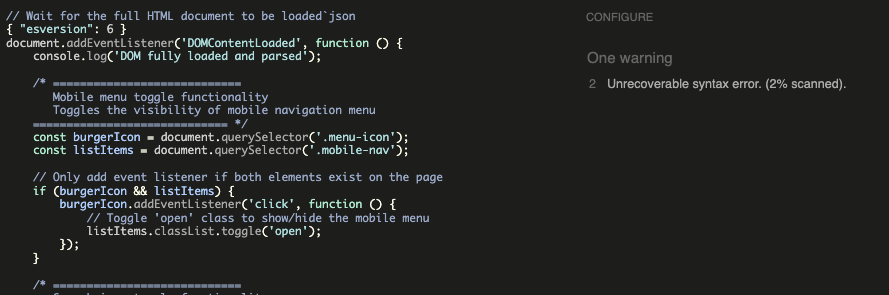 // Wait for the full HTML document to be loaded`json
{ "esversion": 6 }
document.addEventListener('DOMContentLoaded', function () {
    console.log('DOM fully loaded and parsed');

    /* ============================
       Mobile menu toggle functionality
       Toggles the visibility of mobile navigation menu
    ============================= */
    const burgerIcon = document.querySelector('.menu-icon');
    const listItems = document.querySelector('.mobile-nav');

    // Only add event listener if both elements exist on the page
    if (burgerIcon && listItems) {
        burgerIcon.addEventListener('click', function () {
            // Toggle 'open' class to show/hide the mobile menu
            listItems.classList.toggle('open');
        });
    }

    /* ============================
CONFIGURE
One warning
2 Unrecoverable syntax error. (2% scanned).